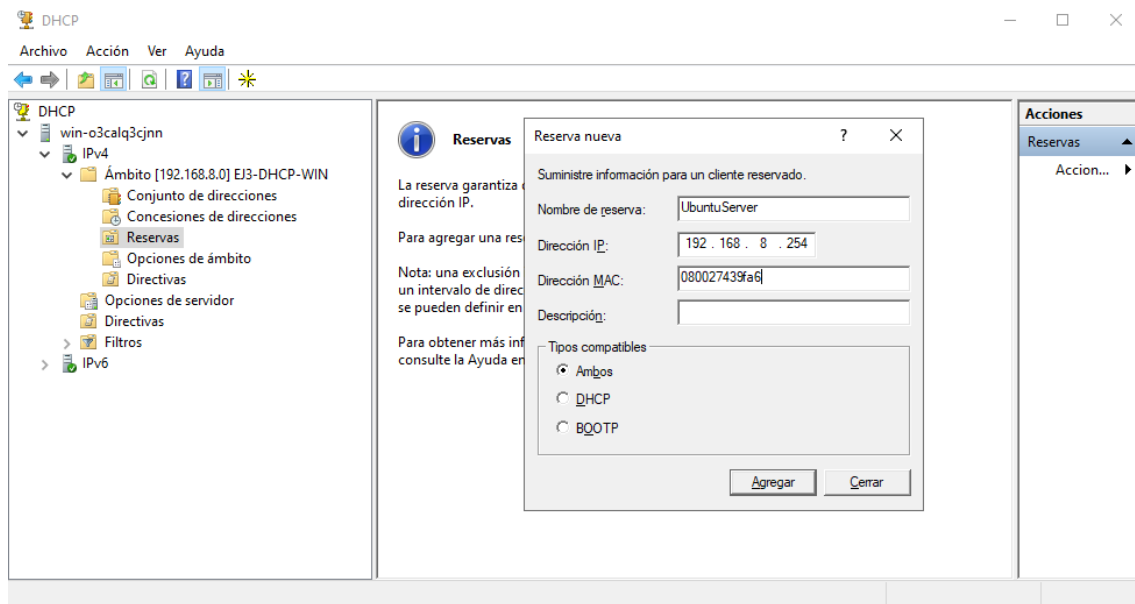 DHCP
Archivo Acción Ver Ayuda
DHCP
win-o3calq3cjnn
IPv4
Ámbito [192.168.8.0] EJ3-DHCP-WIN
Conjunto de direcciones
Concesiones de direcciones
Reservas
Opciones de ámbito
Directivas
Opciones de servidor
Directivas
Filtros
IPv6
Reservas
La reserva garantiza
dirección IP.
Para agregar una res
Nota: una exclusión
un intervalo de direc
se pueden definir en
Para obtener más inf
consulte la Ayuda en
Reserva nueva ? 
Suministre información para un cliente reservado.
Nombre de reserva: UbuntuServer
Dirección IP: 192 . 168 . 8 . 254
Dirección MAC: 080027439fa6
Descripción:
Tipos compatibles
Ambos
DHCP
BOOTP
Agregar Cerrar
Acciones
Reservas
Accion...